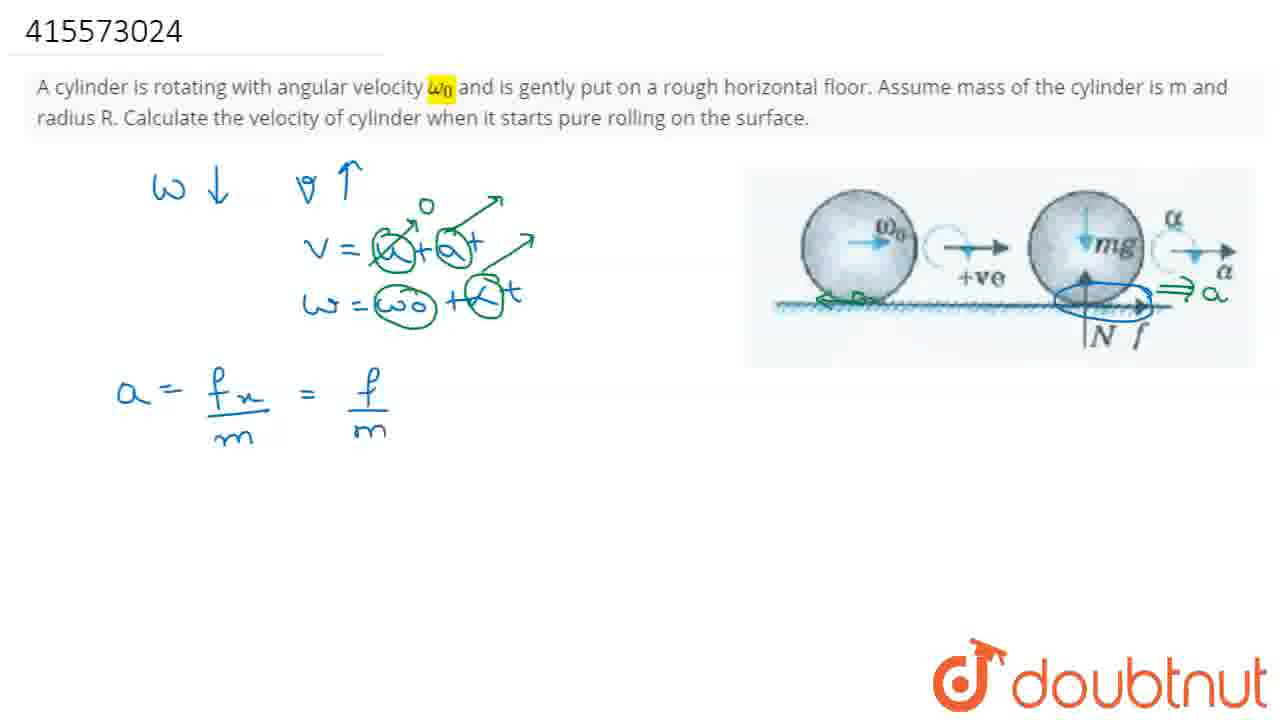 415573024
A cylinder is rotating with angular velocity ω₀ and is gently put on a rough horizontal floor. Assume mass of the cylinder is m and
radius R. Calculate the velocity of cylinder when it starts pure rolling on the surface.
ω ↓ v ↑
0
v = u + at
ω = ω₀ + αt
a = fx/m = f/m
ω₀
+ve
mg
α
a
⇒ a
N f
doubtnut